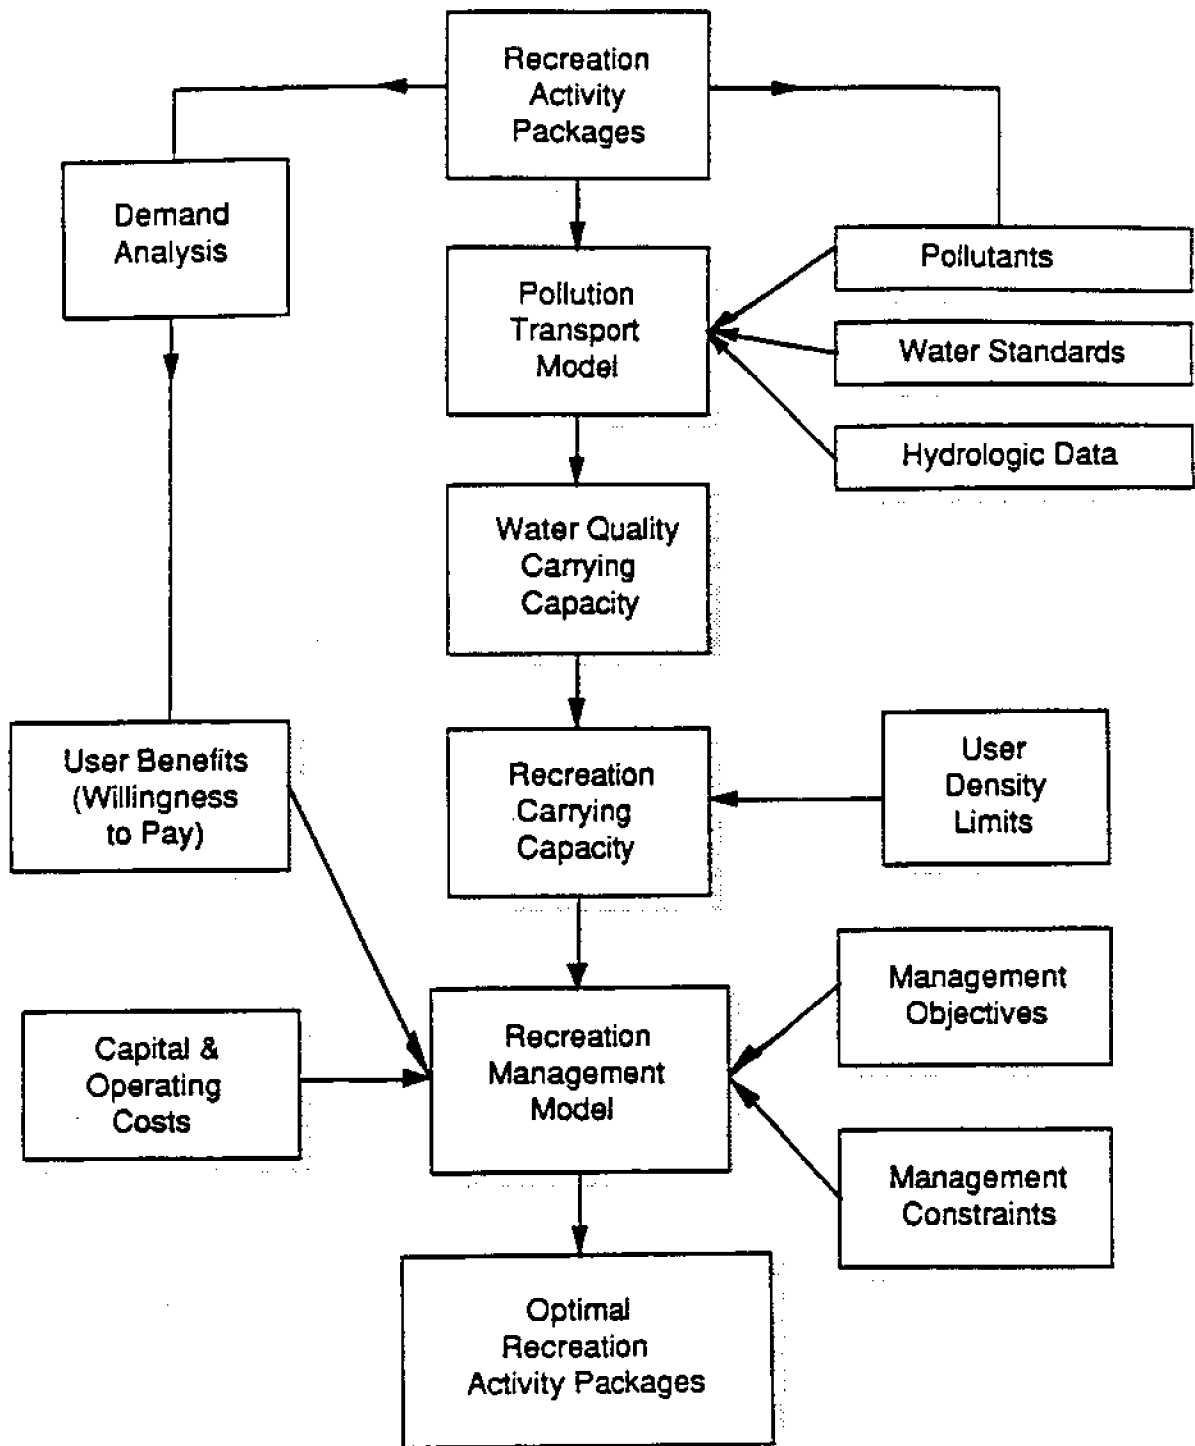 Recreation
Activity
Packages
Demand
Analysis
Pollution
Transport
Model
Pollutants
Water Standards
Hydrologic Data
Water Quality
Carrying
Capacity
User Benefits
(Willingness
to Pay)
Recreation
Carrying
Capacity
User
Density
Limits
Capital &
Operating
Costs
Recreation
Management
Model
Management
Objectives
Management
Constraints
Optimal
Recreation
Activity Packages